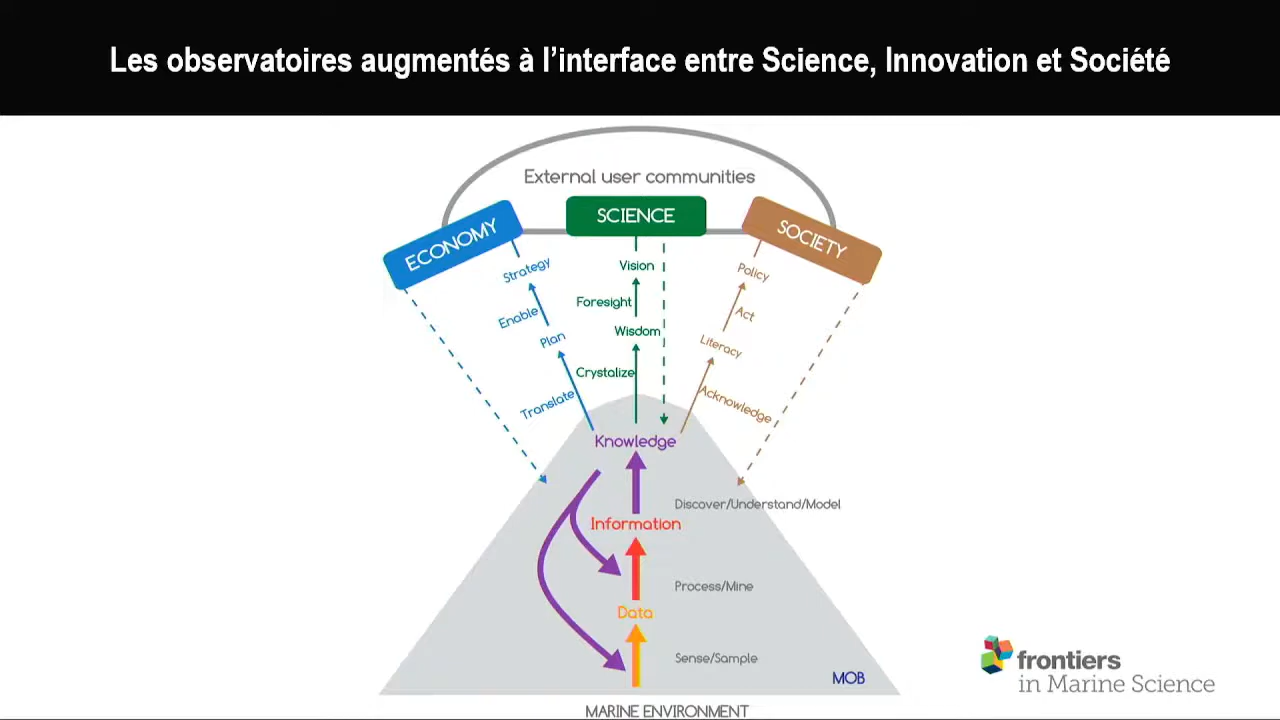 Les observatoires augmentés à l’interface entre Science, Innovation et Société
External user communities
ECONOMY
SCIENCE
SOCIETY
Strategy
Vision
Policy
Enable
Foresight
Act
Plan
Wisdom
Literacy
Translate
Crystalize
Acknowledge
Knowledge
Discover/Understand/Model
Information
Process/Mine
Data
Sense/Sample
MOB
MARINE ENVIRONMENT
frontiers
in Marine Science